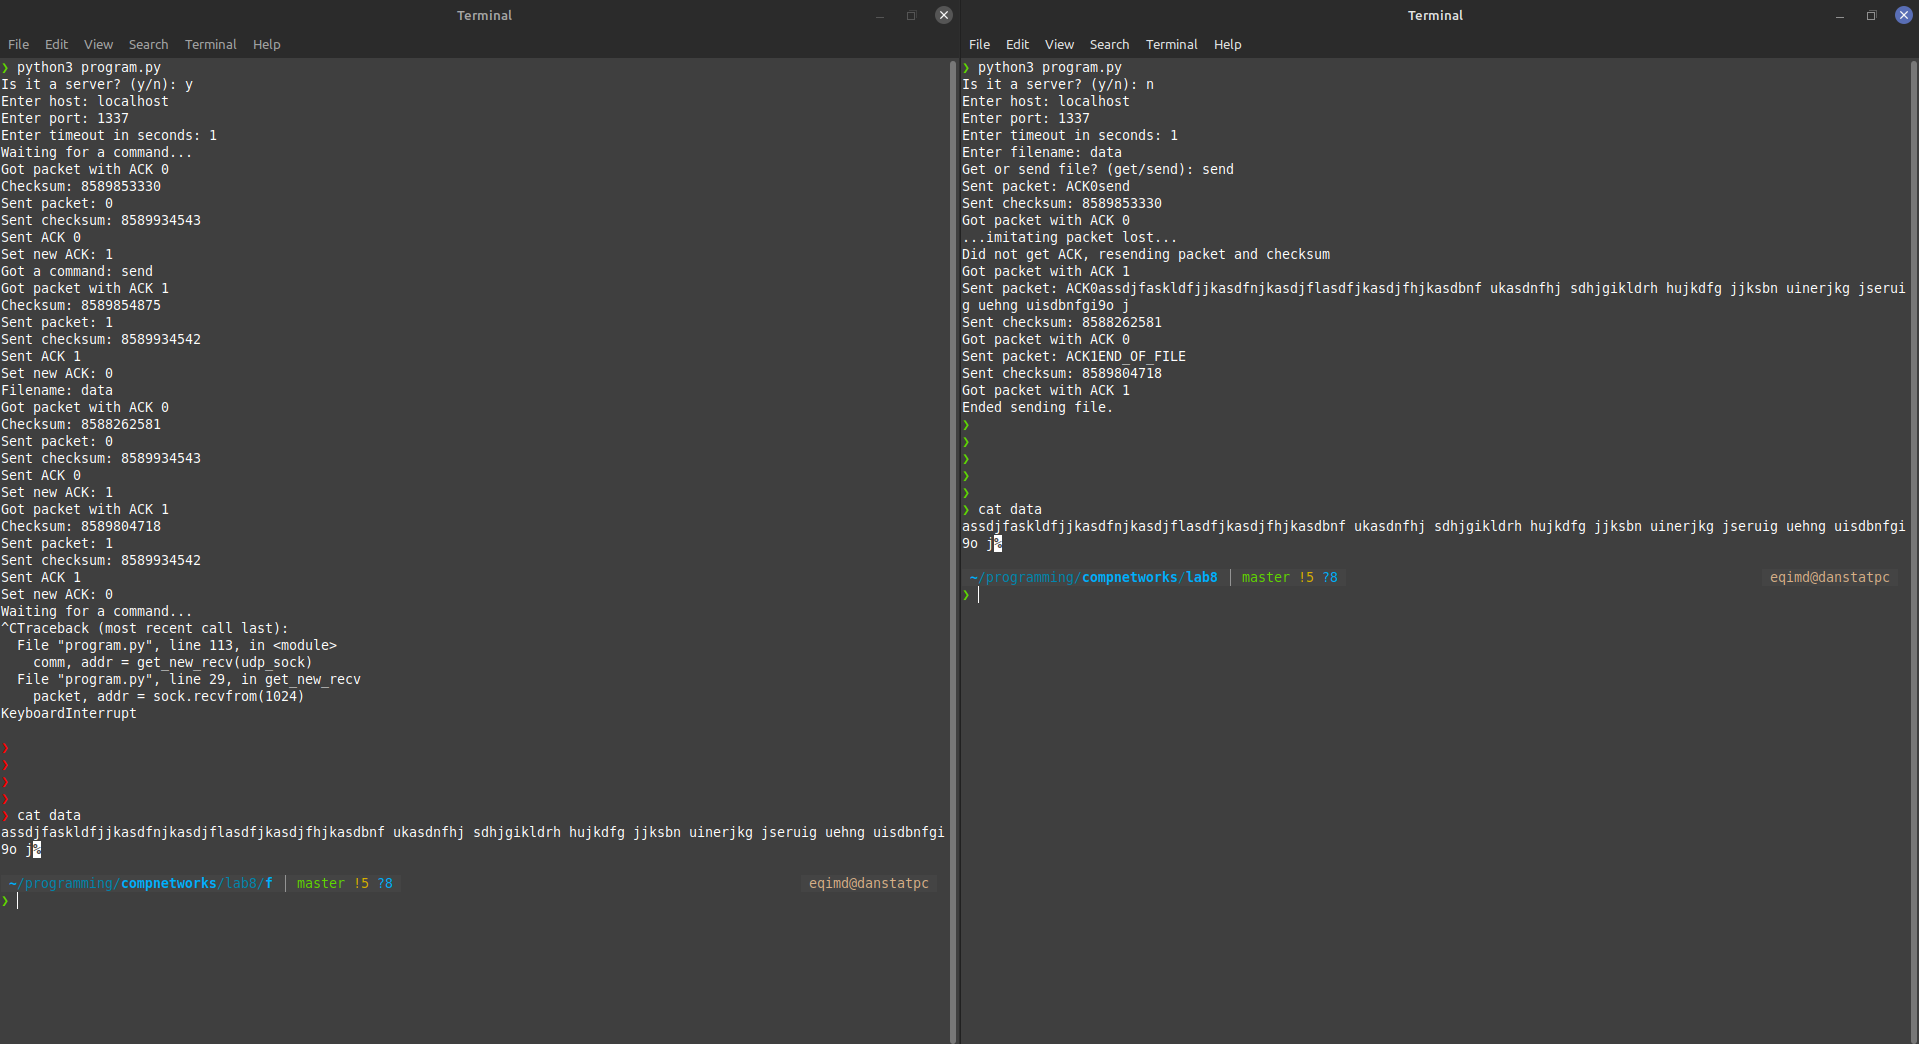 Terminal
File Edit View Search Terminal Help
❯ python3 program.py
Is it a server? (y/n): y
Enter host: localhost
Enter port: 1337
Enter timeout in seconds: 1
Waiting for a command...
Got packet with ACK 0
Checksum: 8589853330
Sent packet: 0
Sent checksum: 8589934543
Sent ACK 0
Set new ACK: 1
Got a command: send
Got packet with ACK 1
Checksum: 8589854875
Sent packet: 1
Sent checksum: 8589934542
Sent ACK 1
Set new ACK: 0
Filename: data
Got packet with ACK 0
Checksum: 8588262581
Sent packet: 0
Sent checksum: 8589934543
Sent ACK 0
Set new ACK: 1
Got packet with ACK 1
Checksum: 8589804718
Sent packet: 1
Sent checksum: 8589934542
Sent ACK 1
Set new ACK: 0
Waiting for a command...
^CTraceback (most recent call last):
  File "program.py", line 113, in <module>
    comm, addr = get_new_recv(udp_sock)
  File "program.py", line 29, in get_new_recv
    packet, addr = sock.recvfrom(1024)
KeyboardInterrupt
❯
❯
❯
❯
❯ cat data
assdjfaskldfjjkasdfnjkasdjflasdfjkasdjfhjkasdbnf ukasdnfhj sdhjgikldrh hujkdfg jjksbn uinerjkg jseruig uehng uisdbnfgi
9o j%
~/programming/compnetworks/lab8/f │ master !5 ?8 eqimd@danstatpc
❯
Terminal
File Edit View Search Terminal Help
❯ python3 program.py
Is it a server? (y/n): n
Enter host: localhost
Enter port: 1337
Enter timeout in seconds: 1
Enter filename: data
Get or send file? (get/send): send
Sent packet: ACK0send
Sent checksum: 8589853330
Got packet with ACK 0
...imitating packet lost...
Did not get ACK, resending packet and checksum
Got packet with ACK 1
Sent packet: ACK0assdjfaskldfjjkasdfnjkasdjflasdfjkasdjfhjkasdbnf ukasdnfhj sdhjgikldrh hujkdfg jjksbn uinerjkg jserui
g uehng uisdbnfgi9o j
Sent checksum: 8588262581
Got packet with ACK 0
Sent packet: ACK1END_OF_FILE
Sent checksum: 8589804718
Got packet with ACK 1
Ended sending file.
❯
❯
❯
❯
❯
❯ cat data
assdjfaskldfjjkasdfnjkasdjflasdfjkasdjfhjkasdbnf ukasdnfhj sdhjgikldrh hujkdfg jjksbn uinerjkg jseruig uehng uisdbnfgi
9o j%
~/programming/compnetworks/lab8 │ master !5 ?8 eqimd@danstatpc
❯